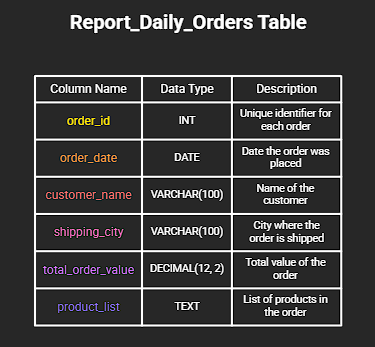 Report_Daily_Orders Table
Column Name Data Type Description
order_id INT Unique identifier for
each order
order_date DATE Date the order was
placed
customer_name VARCHAR(100) Name of the
customer
shipping_city VARCHAR(100) City where the
order is shipped
total_order_value DECIMAL(12, 2) Total value of the
order
product_list TEXT List of products in
the order